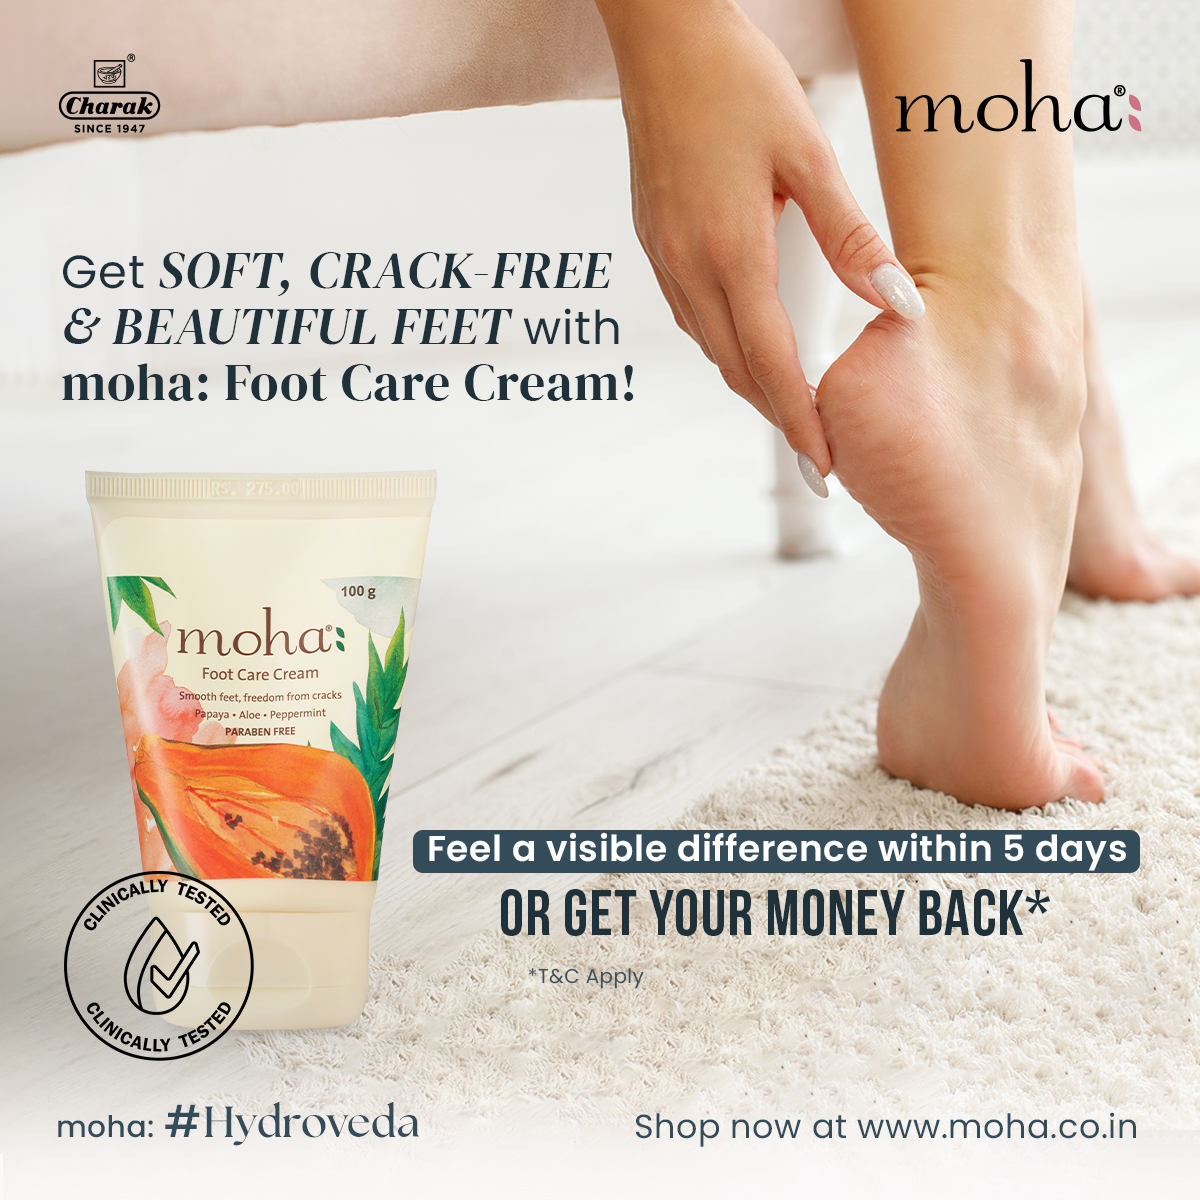 Charak®
SINCE 1947
moha®:
Get SOFT, CRACK-FREE
& BEAUTIFUL FEET with
moha: Foot Care Cream!
Rs. 275.00
100 g
moha®:
Foot Care Cream
Smooth feet, freedom from cracks
Papaya • Aloe • Peppermint
PARABEN FREE
Feel a visible difference within 5 days
OR GET YOUR MONEY BACK*
*T&C Apply
CLINICALLY TESTED
CLINICALLY TESTED
moha: #Hydroveda
Shop now at www.moha.co.in